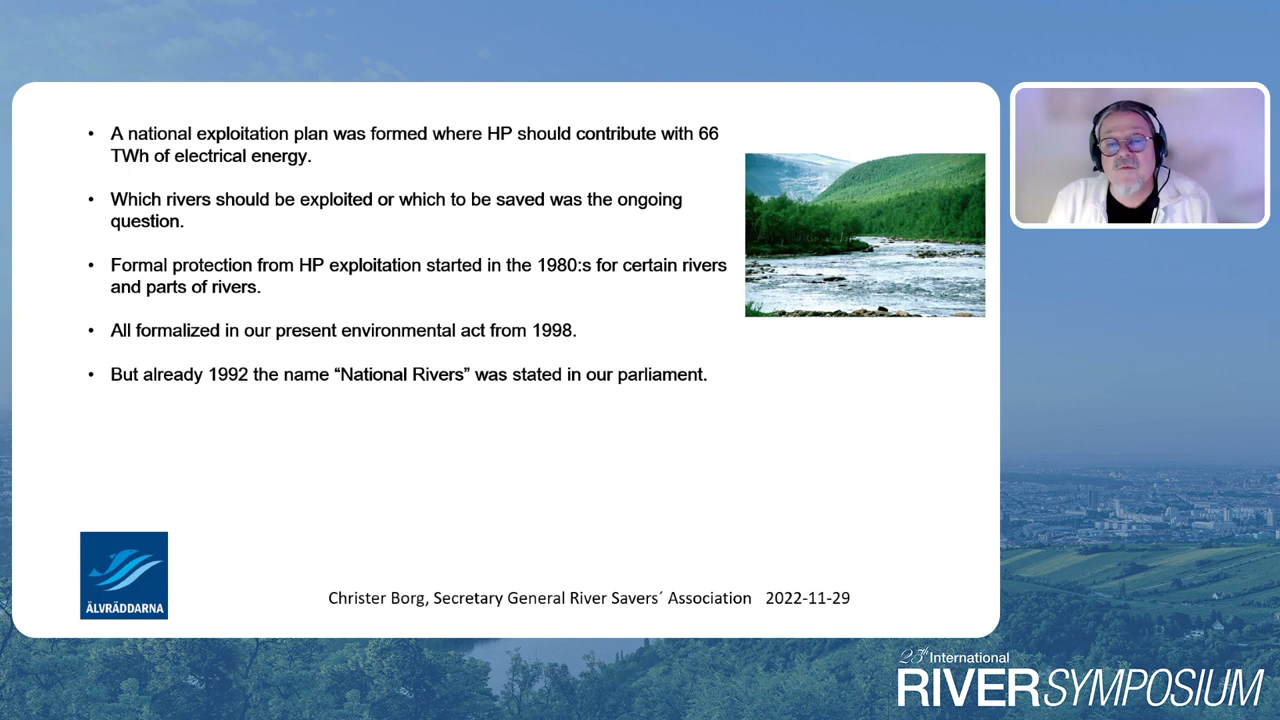 • A national exploitation plan was formed where HP should contribute with 66
TWh of electrical energy.
• Which rivers should be exploited or which to be saved was the ongoing
question.
• Formal protection from HP exploitation started in the 1980:s for certain rivers
and parts of rivers.
• All formalized in our present environmental act from 1998.
• But already 1992 the name “National Rivers” was stated in our parliament.
ÄLVRÄDDARNA
Christer Borg, Secretary General River Savers´ Association 2022-11-29
25th International
RIVERSYMPOSIUM